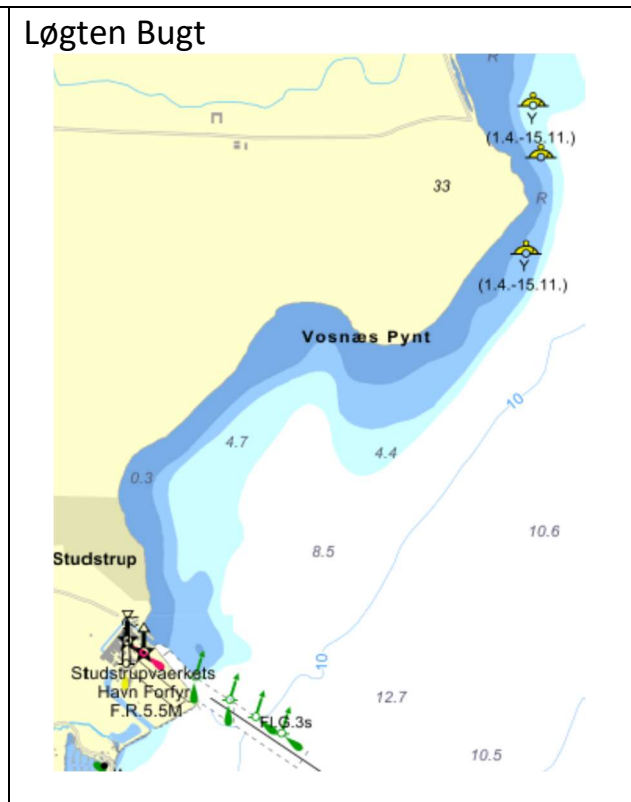 Løgten Bugt
R
Y
(1.4.-15.11.)
33
R
Y
(1.4.-15.11.)
Vosnæs Pynt
10
4.7
4.4
0.3
10.6
8.5
Studstrup
10
Studstrupvaerkets
Havn Forfyr
F.R.5.5M
12.7
Fl.G.3s
10.5